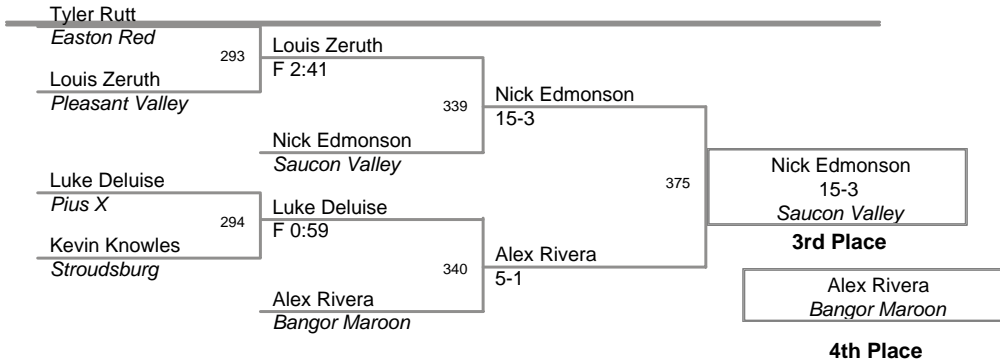 Tyler Rutt
Easton Red
293
Louis Zeruth
F 2:41
Louis Zeruth
Pleasant Valley
339
Nick Edmonson
15-3
Nick Edmonson
Saucon Valley
375
Nick Edmonson
15-3
Saucon Valley
3rd Place
Luke Deluise
Pius X
294
Luke Deluise
F 0:59
Kevin Knowles
Stroudsburg
340
Alex Rivera
5-1
Alex Rivera
Bangor Maroon
Alex Rivera
Bangor Maroon
4th Place